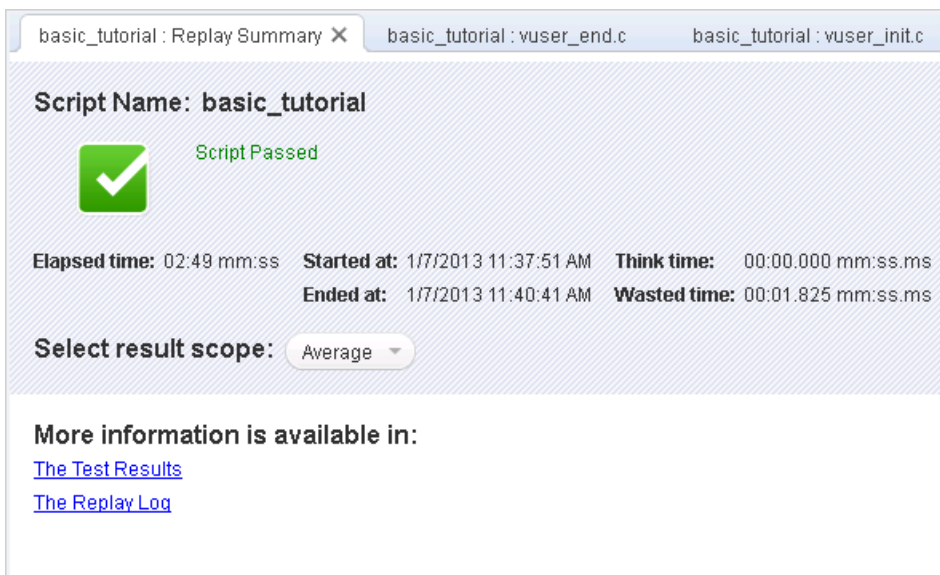 basic_tutorial : Replay Summary basic_tutorial : vuser_end.c basic_tutorial : vuser_init.c
Script Name: basic_tutorial
Script Passed
Elapsed time: 02:49 mm:ss Started at: 1/7/2013 11:37:51 AM Think time: 00:00.000 mm:ss.ms
Ended at: 1/7/2013 11:40:41 AM Wasted time: 00:01.825 mm:ss.ms
Select result scope: Average
More information is available in:
The Test Results
The Replay Log